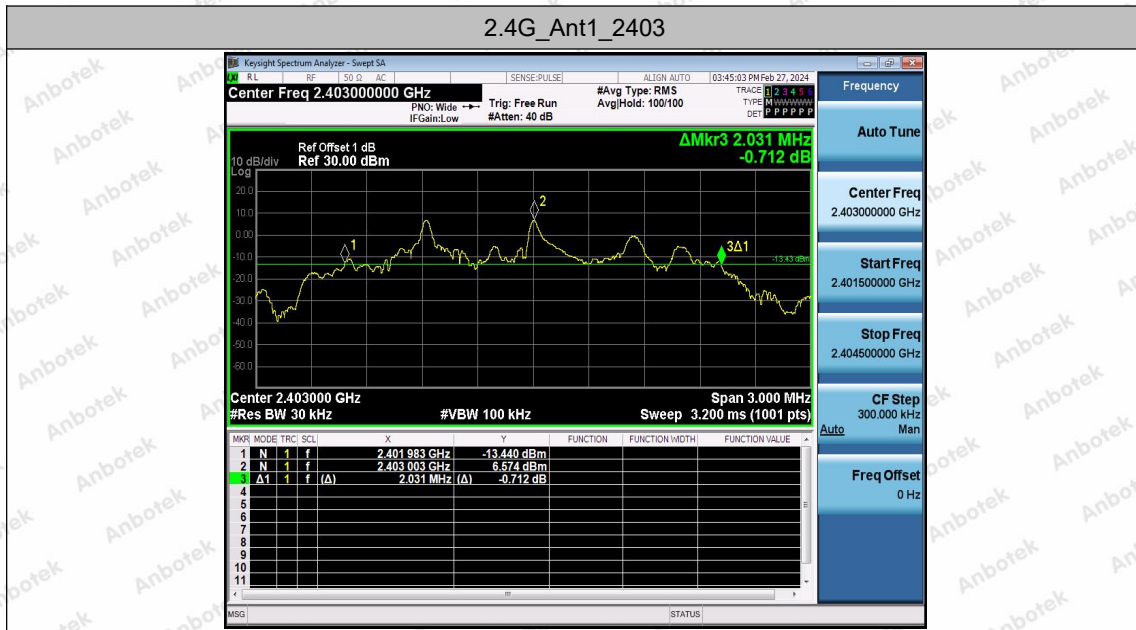 2.4G_Ant1_2403
Keysight Spectrum Analyzer - Swept SA
RL RF 50 Ω AC SENSE:PULSE ALIGN AUTO 03:45:03 PM Feb 27, 2024
Center Freq 2.403000000 GHz
PNO: Wide
IFGain:Low
Trig: Free Run
#Atten: 40 dB
#Avg Type: RMS
Avg|Hold: 100/100
TRACE 1 2 3 4 5 6
TYPE M WWWWW
DET P P P P P P
ΔMkr3 2.031 MHz
-0.712 dB
Ref Offset 1 dB
10 dB/div Ref 30.00 dBm
Log
20.0
10.0
0.00
-10.0
-20.0
-30.0
-40.0
-50.0
-60.0
1
2
3Δ1
-13.43 dBm
Center 2.403000 GHz Span 3.000 MHz
#Res BW 30 kHz #VBW 100 kHz Sweep 3.200 ms (1001 pts)
MKR MODE TRC SCL X Y FUNCTION FUNCTION WIDTH FUNCTION VALUE
1 N 1 f 2.401 983 GHz -13.440 dBm
2 N 1 f 2.403 003 GHz 6.574 dBm
3 Δ1 1 f (Δ) 2.031 MHz (Δ) -0.712 dB
4
5
6
7
8
9
10
11
MSG STATUS
Frequency
Auto Tune
Center Freq
2.403000000 GHz
Start Freq
2.401500000 GHz
Stop Freq
2.404500000 GHz
CF Step
300.000 kHz
Auto Man
Freq Offset
0 Hz
Anbotek